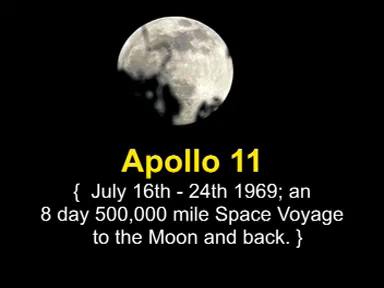 Apollo 11
{  July 16th - 24th 1969; an
8 day 500,000 mile Space Voyage
to the Moon and back. }